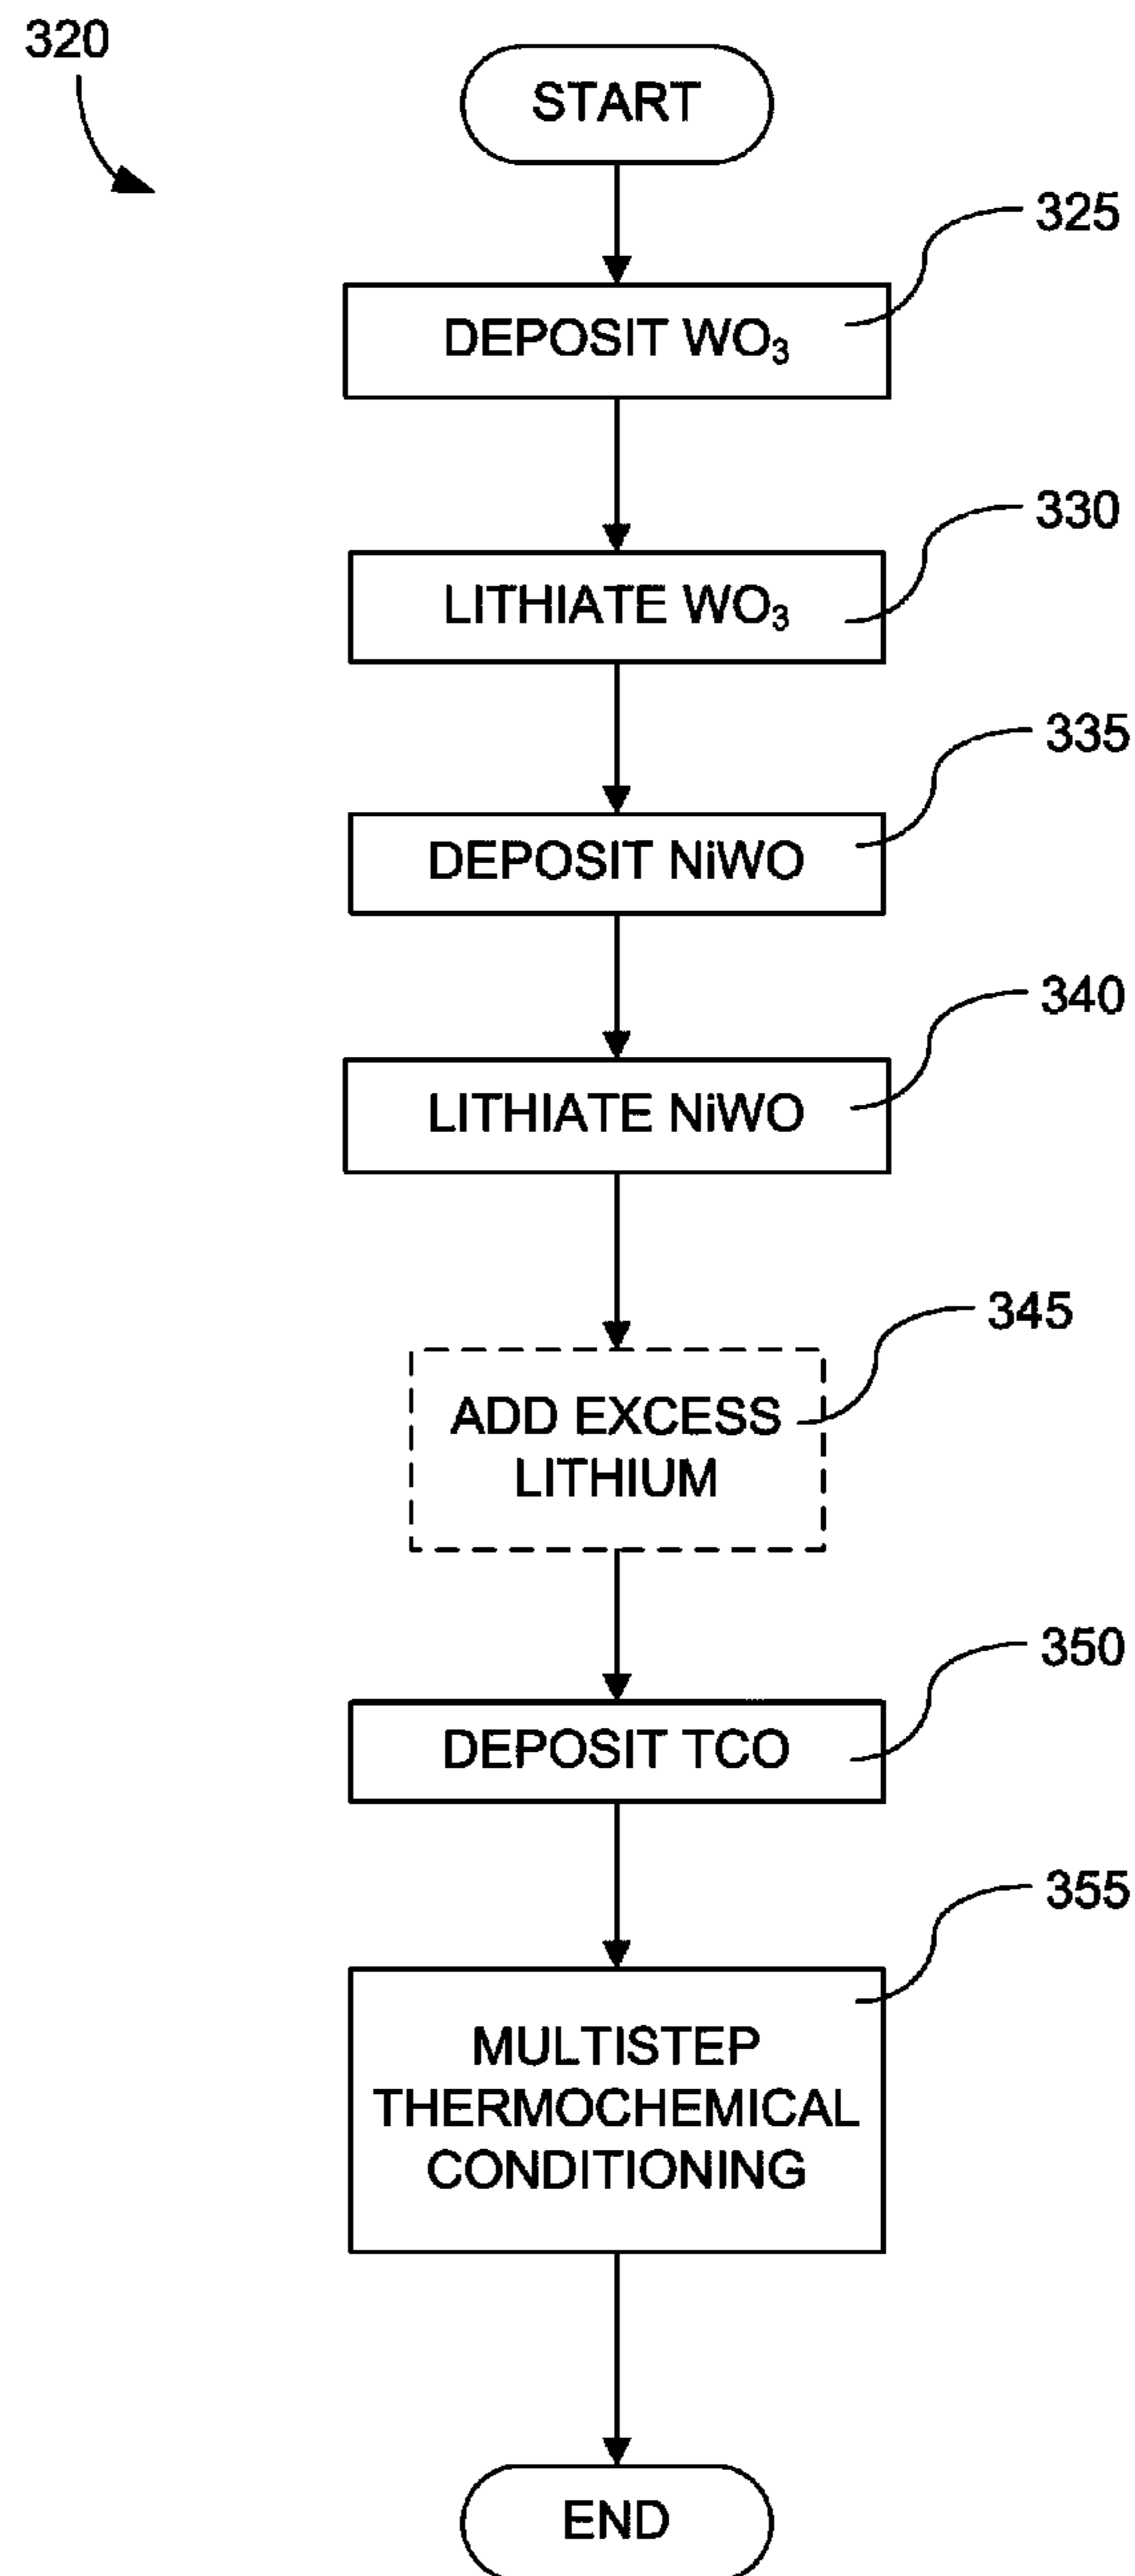 320
START
325
DEPOSIT WO₃
330
LITHIATE WO₃
335
DEPOSIT NiWO
340
LITHIATE NiWO
345
ADD EXCESS
LITHIUM
350
DEPOSIT TCO
355
MULTISTEP
THERMOCHEMICAL
CONDITIONING
END